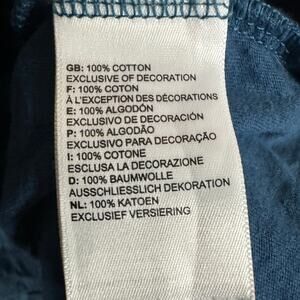 GB: 100% COTTON
EXCLUSIVE OF DECORATION
F: 100% COTON
À L'EXCEPTION DES DÉCORATIONS
E: 100% ALGODÓN
EXCLUSIVO DE DECORACIÓN
P: 100% ALGODÃO
EXCLUSIVO PARA DECORAÇÃO
I: 100% COTONE
ESCLUSA LA DECORAZIONE
D: 100% BAUMWOLLE
AUSSCHLIESSLICH DEKORATION
NL: 100% KATOEN
EXCLUSIEF VERSIERING